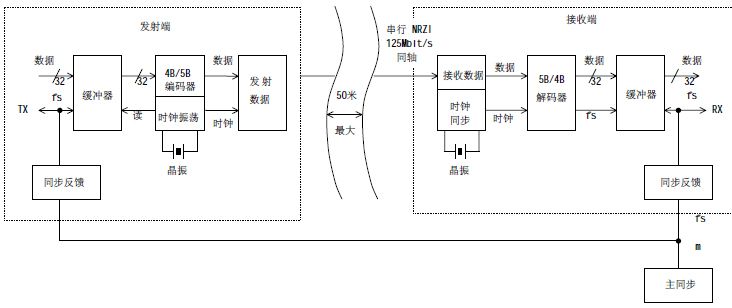 发射端
数据
32
fs
TX
缓冲器
32
读
4B/5B
编码器
时钟振荡
晶振
数据
时钟
发射
数据
同步反馈
50米
最大
串行 NRZI
125Mbit/s
同轴
接收端
接收数据
时钟
同步
晶振
数据
时钟
5B/4B
解码器
数据
32
fs
缓冲器
数据
32
fs
RX
同步反馈
fs
m
主同步